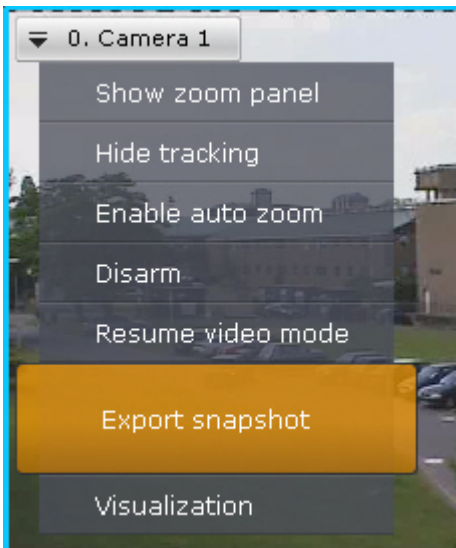 0. Camera 1
Show zoom panel
Hide tracking
Enable auto zoom
Disarm
Resume video mode
Export snapshot
Visualization